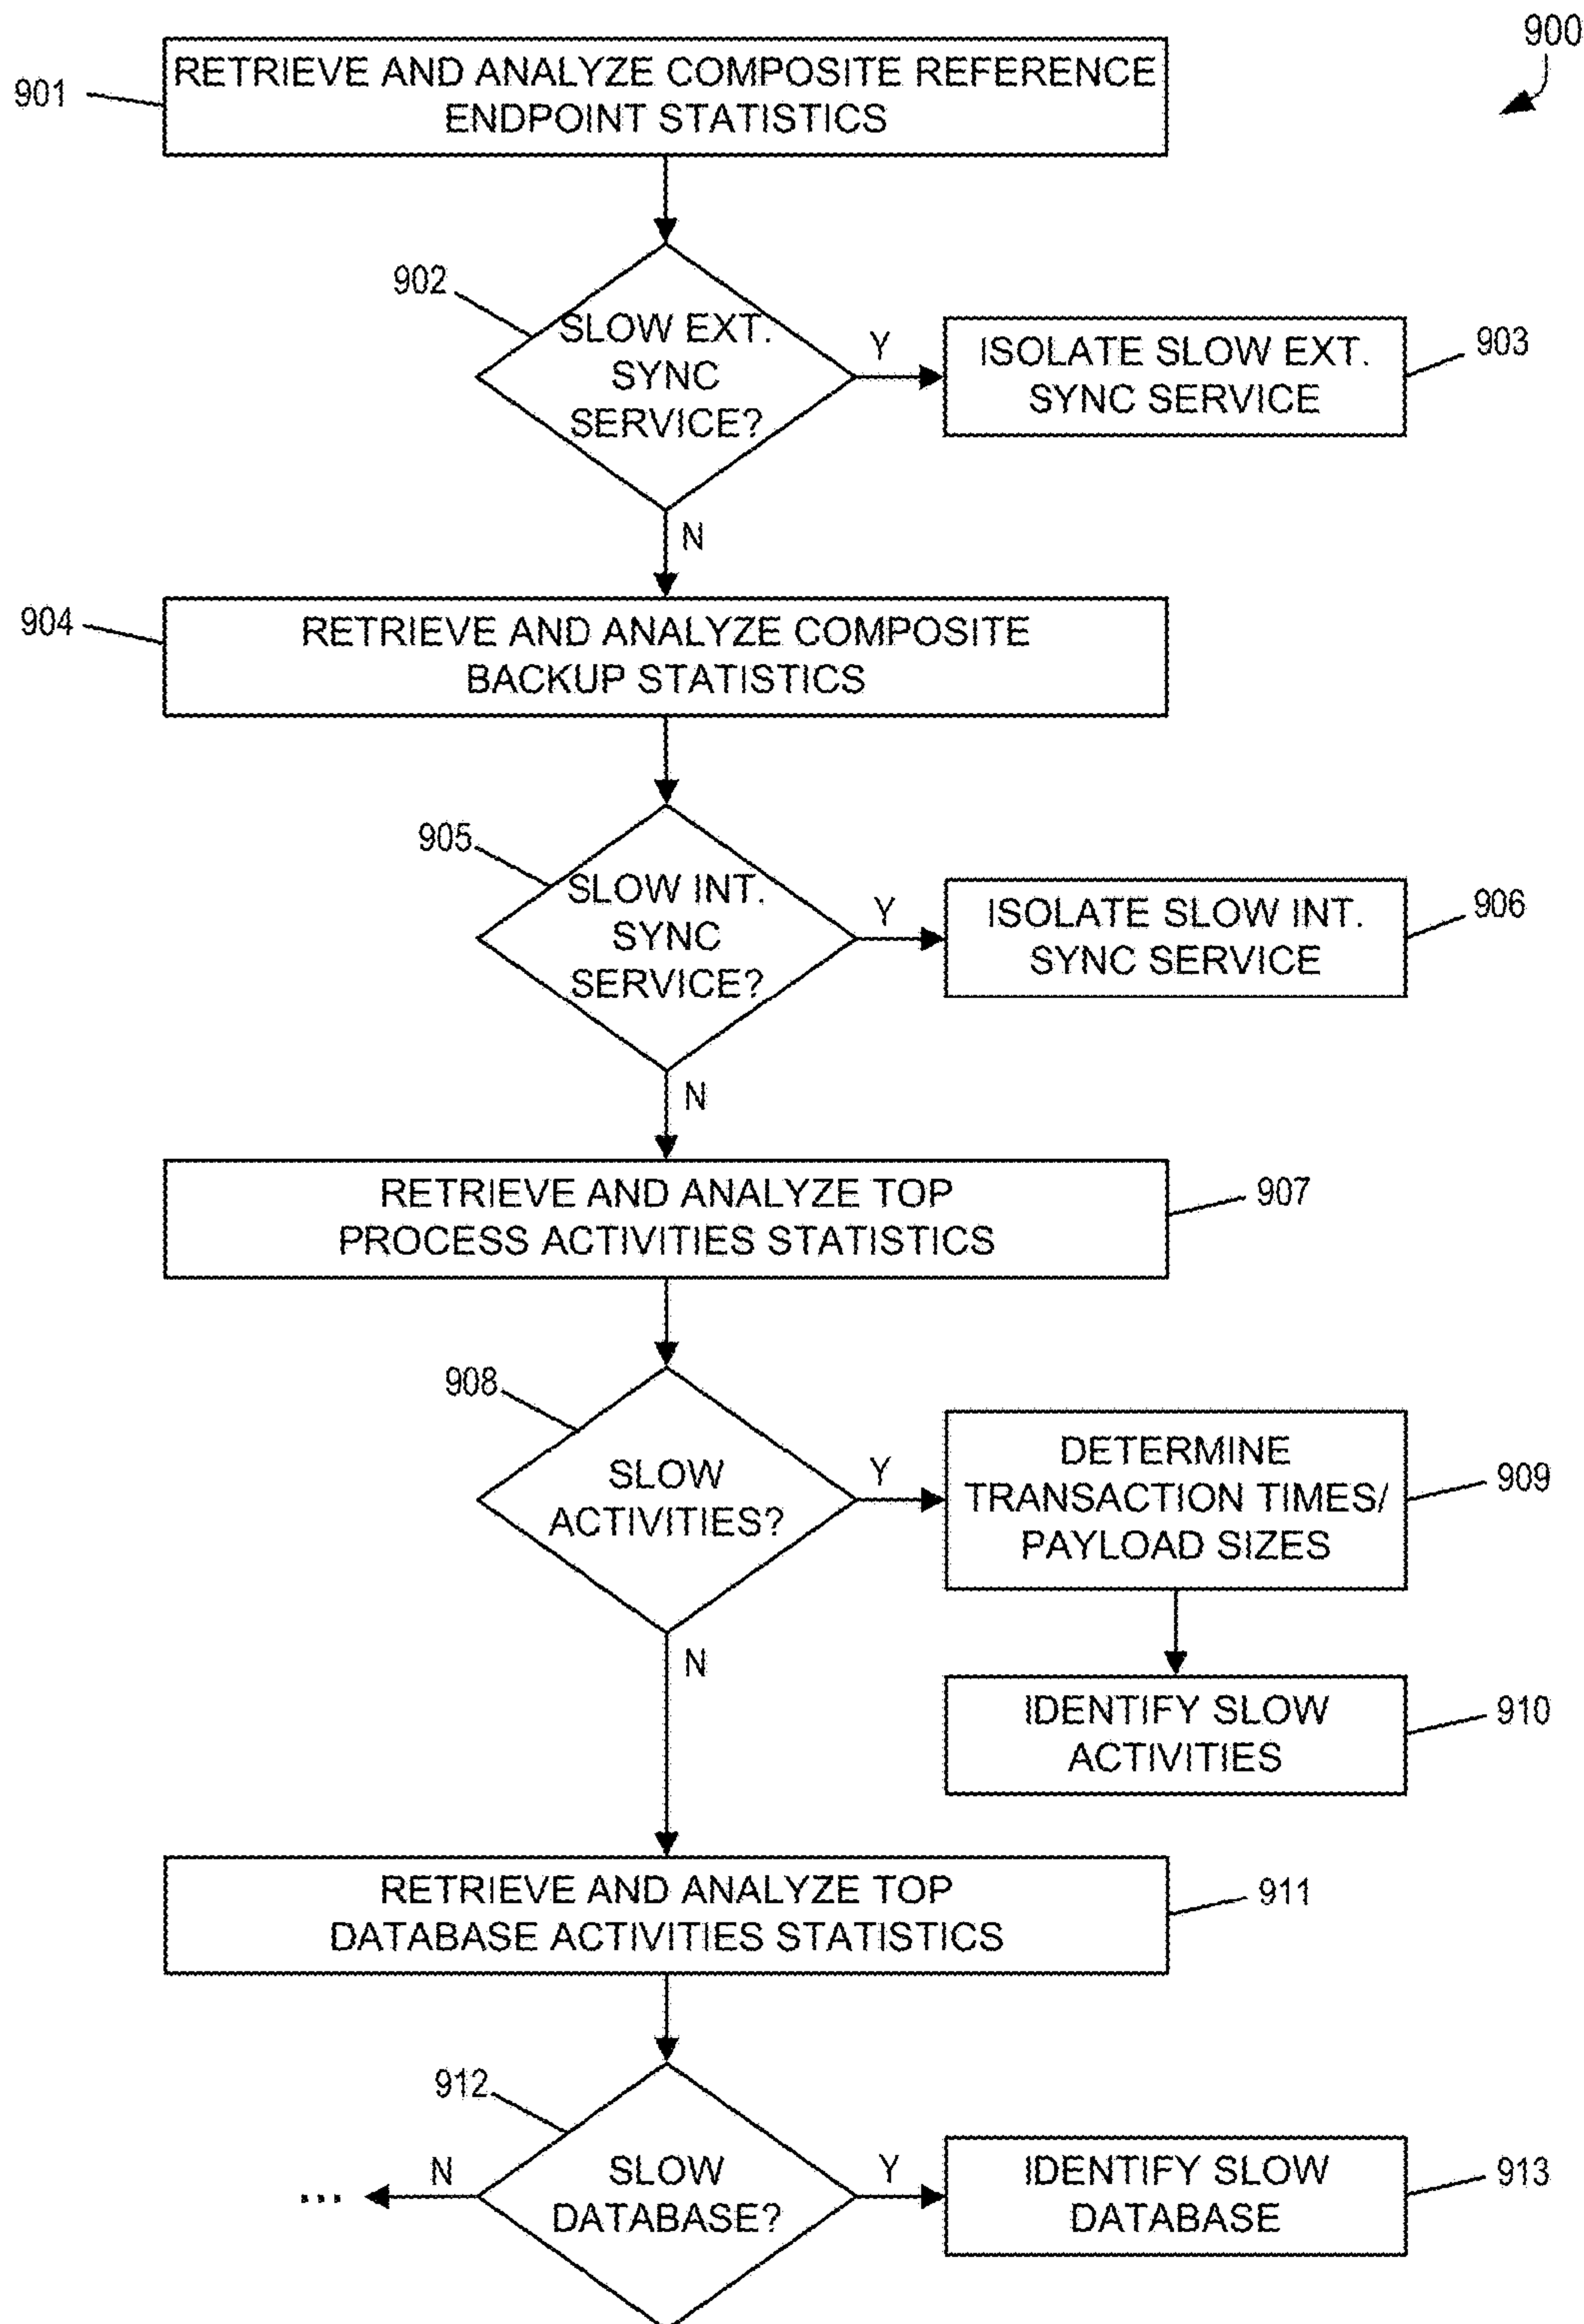 900
901
RETRIEVE AND ANALYZE COMPOSITE REFERENCE
ENDPOINT STATISTICS
902
SLOW EXT.
SYNC
SERVICE?
Y
ISOLATE SLOW EXT.
SYNC SERVICE
903
N
904
RETRIEVE AND ANALYZE COMPOSITE
BACKUP STATISTICS
905
SLOW INT.
SYNC
SERVICE?
Y
ISOLATE SLOW INT.
SYNC SERVICE
906
N
RETRIEVE AND ANALYZE TOP
PROCESS ACTIVITIES STATISTICS
907
908
SLOW
ACTIVITIES?
Y
DETERMINE
TRANSACTION TIMES/
PAYLOAD SIZES
909
N
IDENTIFY SLOW
ACTIVITIES
910
RETRIEVE AND ANALYZE TOP
DATABASE ACTIVITIES STATISTICS
911
912
...
N
SLOW
DATABASE?
Y
IDENTIFY SLOW
DATABASE
913